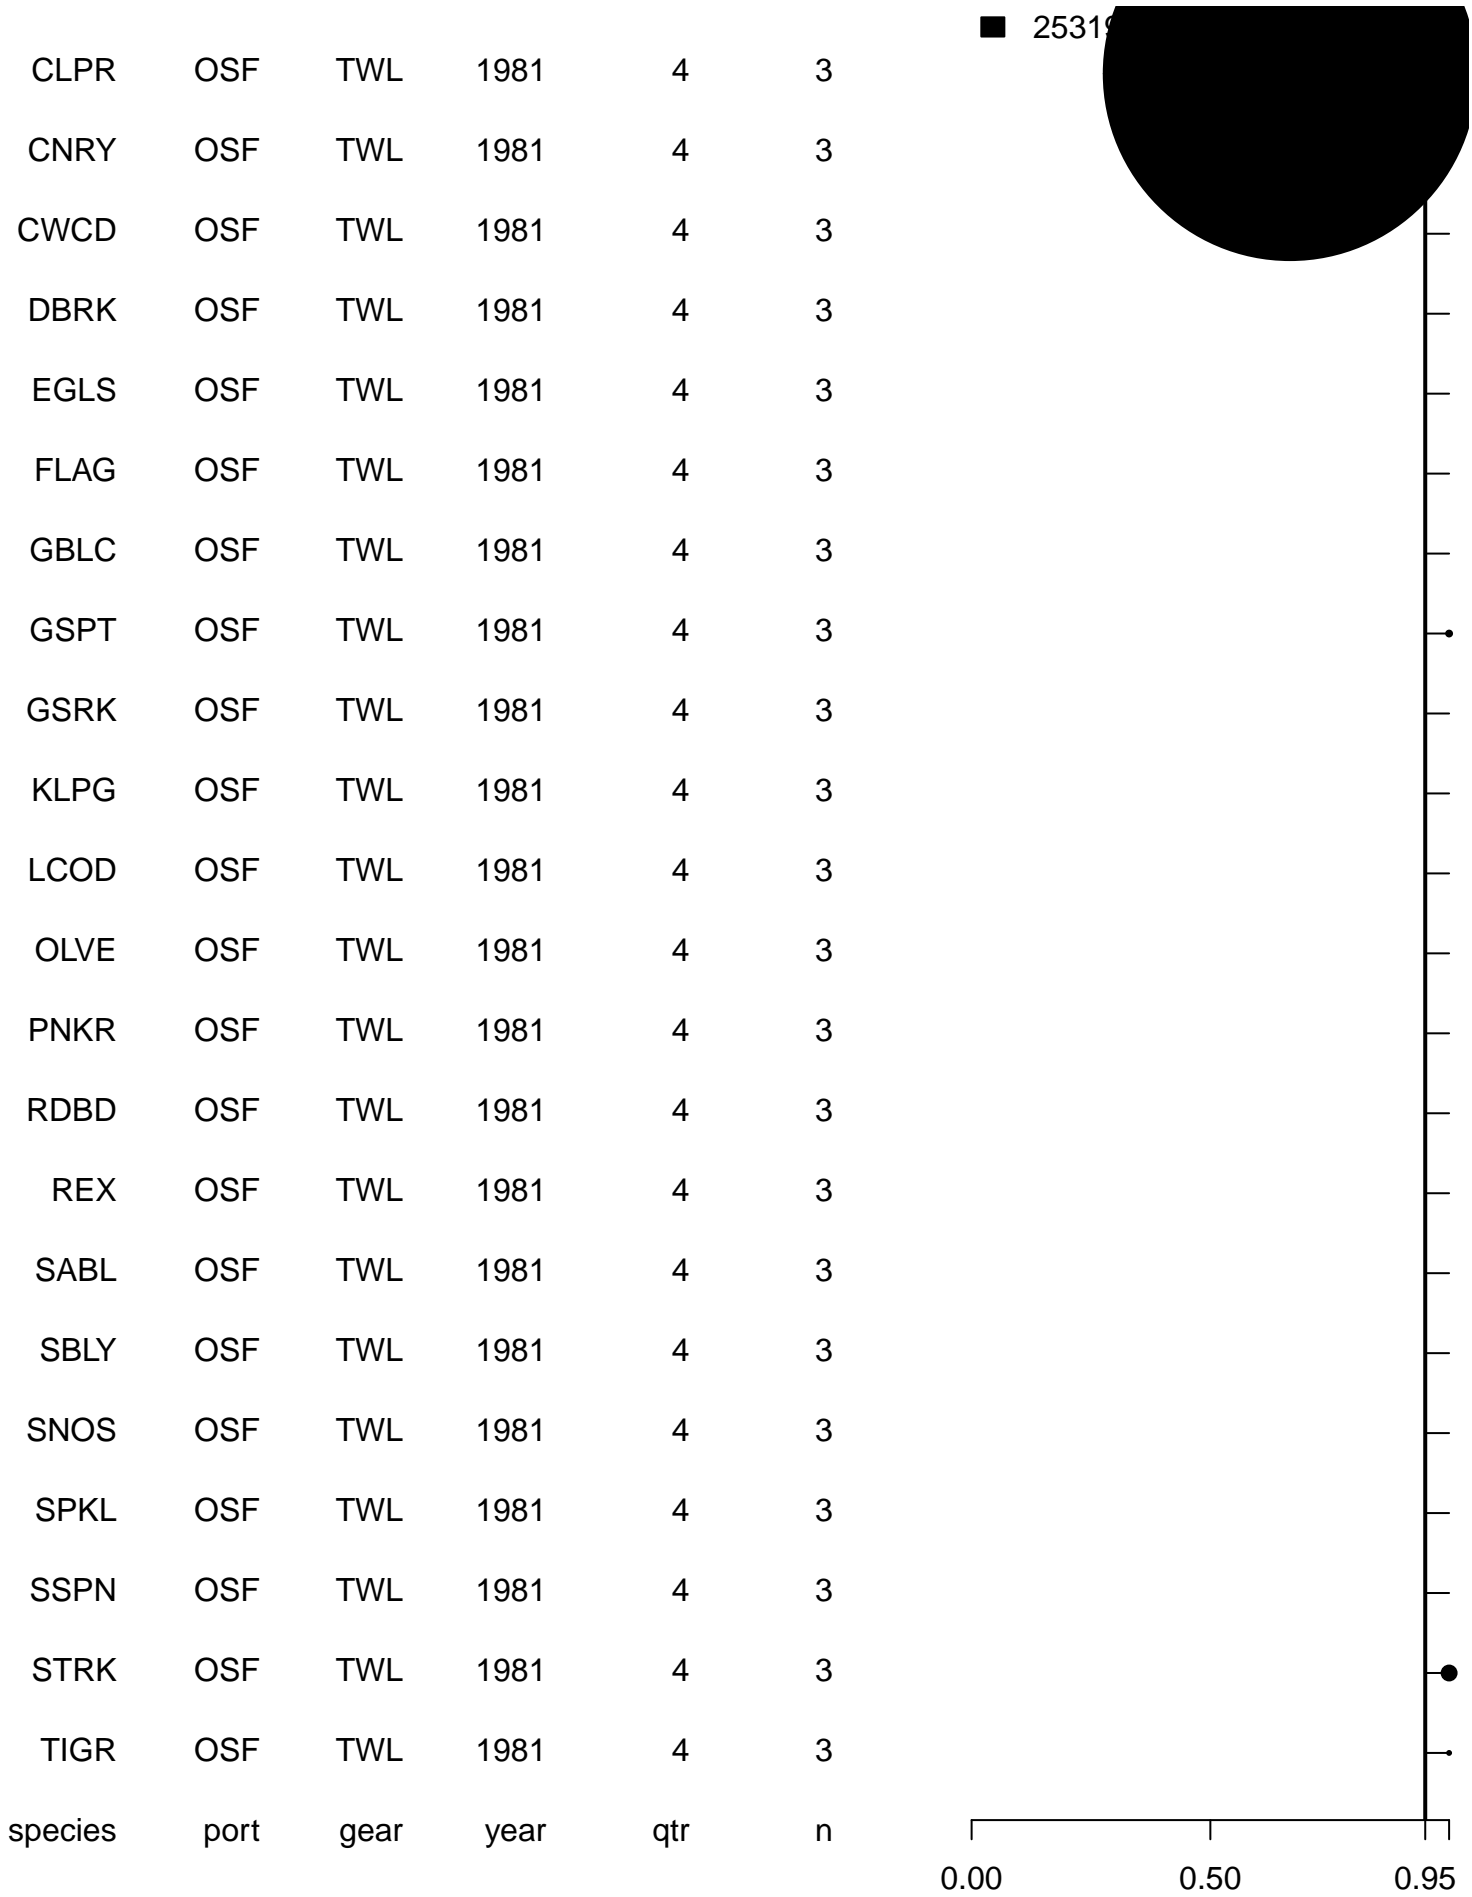 25319
CLPR OSF TWL 1981 4 3
CNRY OSF TWL 1981 4 3
CWCD OSF TWL 1981 4 3
DBRK OSF TWL 1981 4 3
EGLS OSF TWL 1981 4 3
FLAG OSF TWL 1981 4 3
GBLC OSF TWL 1981 4 3
GSPT OSF TWL 1981 4 3
GSRK OSF TWL 1981 4 3
KLPG OSF TWL 1981 4 3
LCOD OSF TWL 1981 4 3
OLVE OSF TWL 1981 4 3
PNKR OSF TWL 1981 4 3
RDBD OSF TWL 1981 4 3
REX OSF TWL 1981 4 3
SABL OSF TWL 1981 4 3
SBLY OSF TWL 1981 4 3
SNOS OSF TWL 1981 4 3
SPKL OSF TWL 1981 4 3
SSPN OSF TWL 1981 4 3
STRK OSF TWL 1981 4 3
TIGR OSF TWL 1981 4 3
species port gear year qtr n
0.00 0.50 0.95